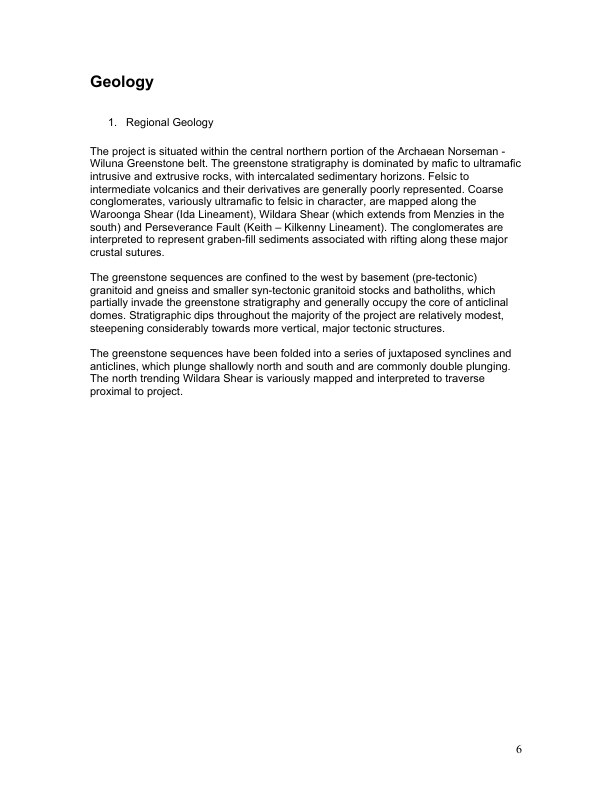 Geology
1. Regional Geology
The project is situated within the central northern portion of the Archaean Norseman -
Wiluna Greenstone belt. The greenstone stratigraphy is dominated by mafic to ultramafic
intrusive and extrusive rocks, with intercalated sedimentary horizons. Felsic to
intermediate volcanics and their derivatives are generally poorly represented. Coarse
conglomerates, variously ultramafic to felsic in character, are mapped along the
Waroonga Shear (Ida Lineament), Wildara Shear (which extends from Menzies in the
south) and Perseverance Fault (Keith – Kilkenny Lineament). The conglomerates are
interpreted to represent graben-fill sediments associated with rifting along these major
crustal sutures.
The greenstone sequences are confined to the west by basement (pre-tectonic)
granitoid and gneiss and smaller syn-tectonic granitoid stocks and batholiths, which
partially invade the greenstone stratigraphy and generally occupy the core of anticlinal
domes. Stratigraphic dips throughout the majority of the project are relatively modest,
steepening considerably towards more vertical, major tectonic structures.
The greenstone sequences have been folded into a series of juxtaposed synclines and
anticlines, which plunge shallowly north and south and are commonly double plunging.
The north trending Wildara Shear is variously mapped and interpreted to traverse
proximal to project.
6